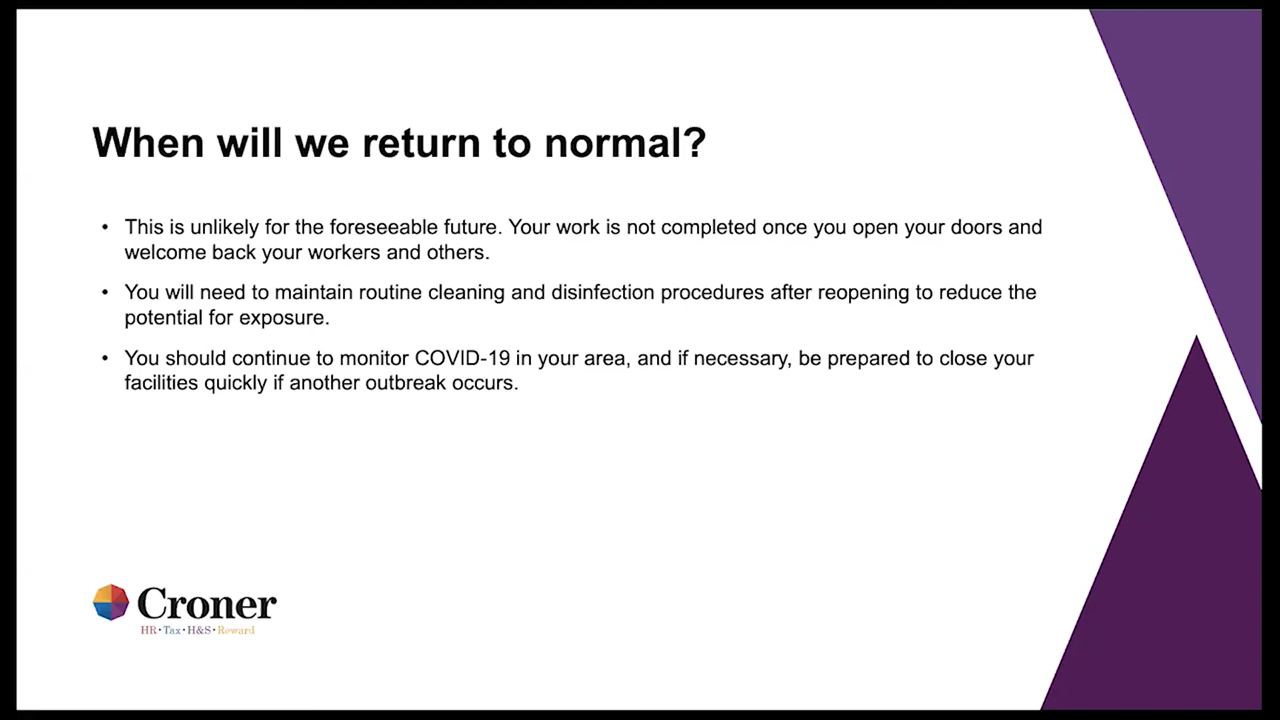 When will we return to normal?
• This is unlikely for the foreseeable future. Your work is not completed once you open your doors and
welcome back your workers and others.
• You will need to maintain routine cleaning and disinfection procedures after reopening to reduce the
potential for exposure.
• You should continue to monitor COVID-19 in your area, and if necessary, be prepared to close your
facilities quickly if another outbreak occurs.
Croner
HR•Tax•H&S•Reward